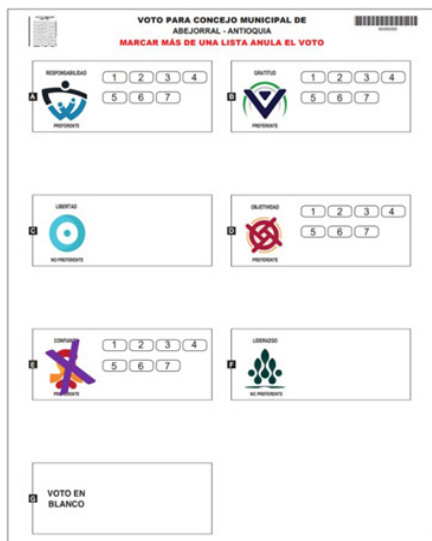 VOTO PARA CONCEJO MUNICIPAL DE
ABEJORRAL - ANTIOQUIA
MARCAR MÁS DE UNA LISTA ANULA EL VOTO
RESPONSABILIDAD
1 2 3 4
A
5 6 7
PREFERENTE
GRATITUD
1 2 3 4
B
5 6 7
PREFERENTE
LIBERTAD
C
NO PREFERENTE
OBJETIVIDAD
1 2 3 4
D
5 6 7
PREFERENTE
1 2 3 4
E
5 6 7
LIDERAZGO
F
NO PREFERENTE
G
VOTO EN
BLANCO